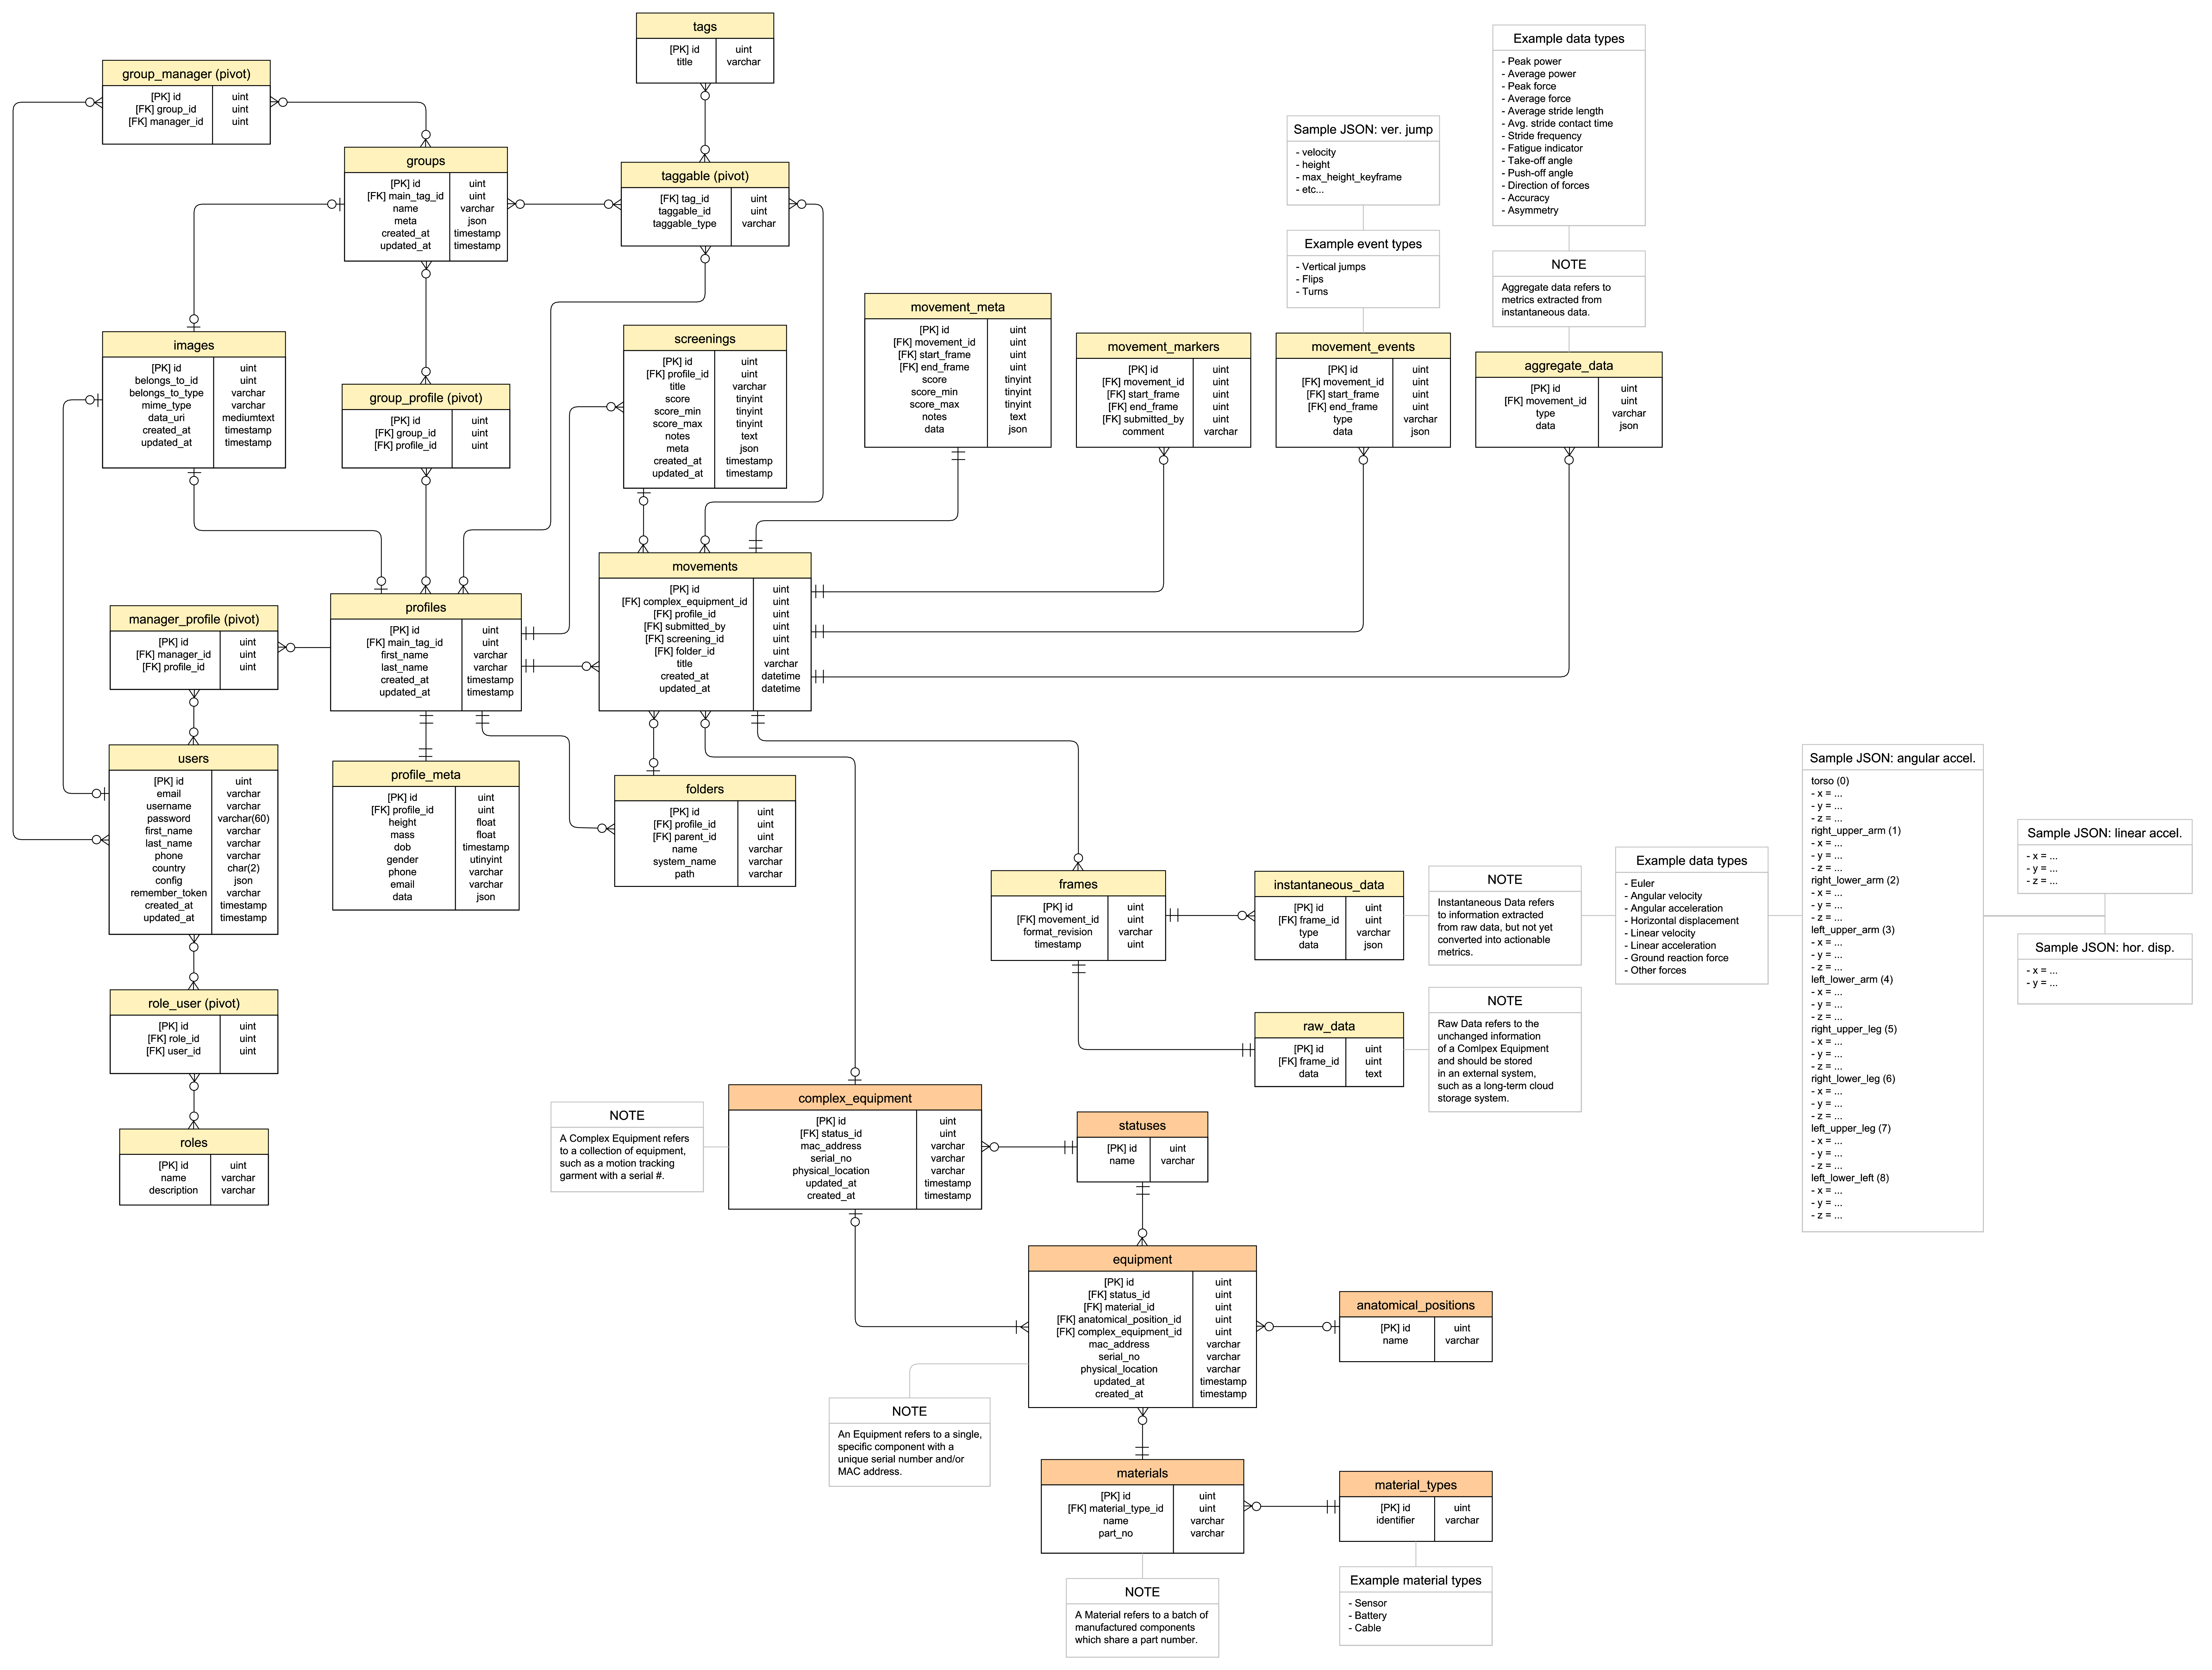 tags
[PK] id uint
title varchar
group_manager (pivot)
[PK] id uint
[FK] group_id uint
[FK] manager_id uint
groups
[PK] id uint
[FK] main_tag_id uint
name varchar
meta json
created_at timestamp
updated_at timestamp
taggable (pivot)
[FK] tag_id uint
taggable_id uint
taggable_type varchar
Sample JSON: ver. jump
- velocity
- height
- max_height_keyframe
- etc...
Example event types
- Vertical jumps
- Flips
- Turns
Example data types
- Peak power
- Average power
- Peak force
- Average force
- Average stride length
- Avg. stride contact time
- Stride frequency
- Fatigue indicator
- Take-off angle
- Push-off angle
- Direction of forces
- Accuracy
- Asymmetry
NOTE
Aggregate data refers to
metrics extracted from
instantaneous data.
images
[PK] id uint
belongs_to_id uint
belongs_to_type varchar
mime_type varchar
data_uri mediumtext
created_at timestamp
updated_at timestamp
group_profile (pivot)
[PK] id uint
[FK] group_id uint
[FK] profile_id uint
screenings
[PK] id uint
[FK] profile_id uint
title varchar
score tinyint
score_min tinyint
score_max tinyint
notes text
meta json
created_at timestamp
updated_at timestamp
movement_meta
[PK] id uint
[FK] movement_id uint
[FK] start_frame uint
[FK] end_frame uint
score tinyint
score_min tinyint
score_max tinyint
notes text
data json
movement_markers
[PK] id uint
[FK] movement_id uint
[FK] start_frame uint
[FK] end_frame uint
[FK] submitted_by uint
comment varchar
movement_events
[PK] id uint
[FK] movement_id uint
[FK] start_frame uint
[FK] end_frame uint
type varchar
data json
aggregate_data
[PK] id uint
[FK] movement_id uint
type varchar
data json
manager_profile (pivot)
[PK] id uint
[FK] manager_id uint
[FK] profile_id uint
profiles
[PK] id uint
[FK] main_tag_id uint
first_name varchar
last_name varchar
created_at timestamp
updated_at timestamp
movements
[PK] id uint
[FK] complex_equipment_id uint
[FK] profile_id uint
[FK] submitted_by uint
[FK] screening_id uint
[FK] folder_id uint
title varchar
created_at datetime
updated_at datetime
users
[PK] id uint
email varchar
username varchar
password varchar(60)
first_name varchar
last_name varchar
phone varchar
country char(2)
config json
remember_token varchar
created_at timestamp
updated_at timestamp
profile_meta
[PK] id uint
[FK] profile_id uint
height float
mass float
dob timestamp
gender utinyint
phone varchar
email varchar
data json
folders
[PK] id uint
[FK] profile_id uint
[FK] parent_id uint
name varchar
system_name varchar
path varchar
frames
[PK] id uint
[FK] movement_id uint
format_revision varchar
timestamp uint
instantaneous_data
[PK] id uint
[FK] frame_id uint
type varchar
data json
NOTE
Instantaneous Data refers
to information extracted
from raw data, but not yet
converted into actionable
metrics.
Example data types
- Euler
- Angular velocity
- Angular acceleration
- Horizontal displacement
- Linear velocity
- Linear acceleration
- Ground reaction force
- Other forces
Sample JSON: angular accel.
torso (0)
- x = ...
- y = ...
- z = ...
right_upper_arm (1)
- x = ...
- y = ...
- z = ...
right_lower_arm (2)
- x = ...
- y = ...
- z = ...
left_upper_arm (3)
- x = ...
- y = ...
- z = ...
left_lower_arm (4)
- x = ...
- y = ...
- z = ...
right_upper_leg (5)
- x = ...
- y = ...
- z = ...
right_lower_leg (6)
- x = ...
- y = ...
- z = ...
left_upper_leg (7)
- x = ...
- y = ...
- z = ...
left_lower_left (8)
- x = ...
- y = ...
- z = ...
Sample JSON: linear accel.
- x = ...
- y = ...
- z = ...
Sample JSON: hor. disp.
- x = ...
- y = ...
role_user (pivot)
[PK] id uint
[FK] role_id uint
[FK] user_id uint
raw_data
[PK] id uint
[FK] frame_id uint
data text
NOTE
Raw Data refers to the
unchanged information
of a Comlpex Equipment
and should be stored
in an external system,
such as a long-term cloud
storage system.
roles
[PK] id uint
name varchar
description varchar
NOTE
A Complex Equipment refers
to a collection of equipment,
such as a motion tracking
garment with a serial #.
complex_equipment
[PK] id uint
[FK] status_id uint
mac_address varchar
serial_no varchar
physical_location varchar
updated_at timestamp
created_at timestamp
statuses
[PK] id uint
name varchar
equipment
[PK] id uint
[FK] status_id uint
[FK] material_id uint
[FK] anatomical_position_id uint
[FK] complex_equipment_id uint
mac_address varchar
serial_no varchar
physical_location varchar
updated_at timestamp
created_at timestamp
anatomical_positions
[PK] id uint
name varchar
NOTE
An Equipment refers to a single,
specific component with a
unique serial number and/or
MAC address.
materials
[PK] id uint
[FK] material_type_id uint
name varchar
part_no varchar
material_types
[PK] id uint
identifier varchar
NOTE
A Material refers to a batch of
manufactured components
which share a part number.
Example material types
- Sensor
- Battery
- Cable